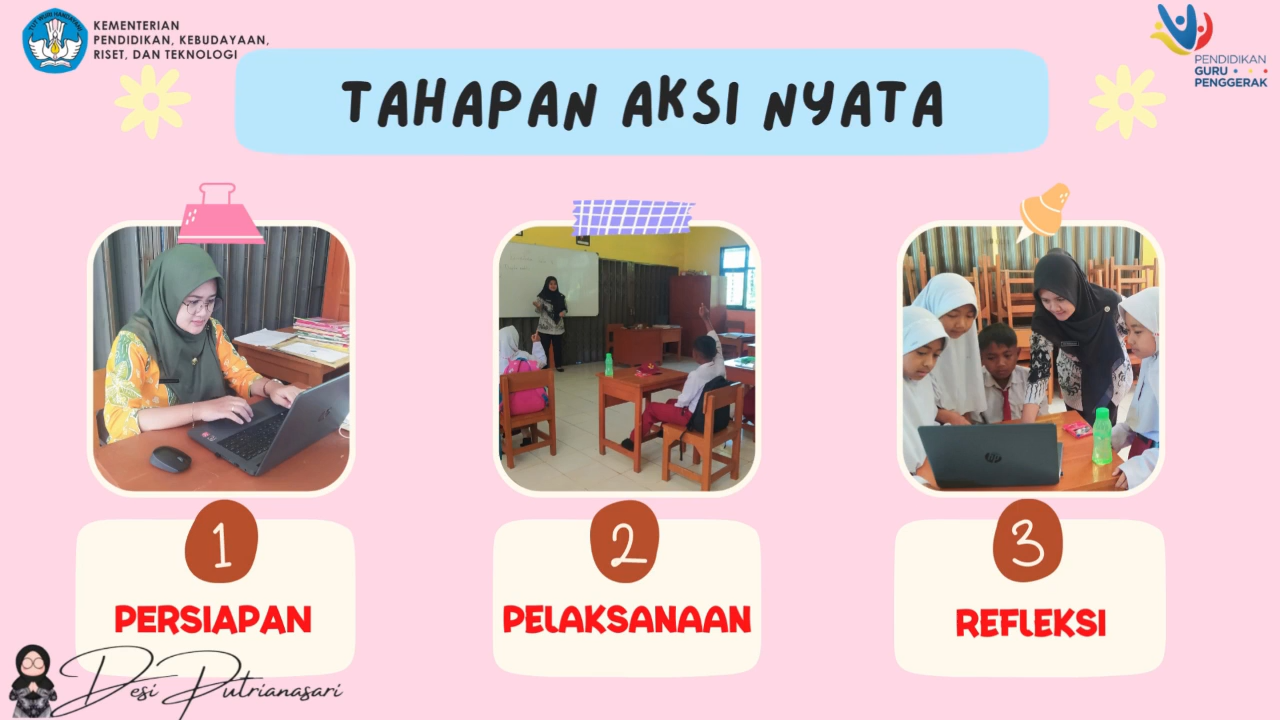 KEMENTERIAN
PENDIDIKAN, KEBUDAYAAN,
RISET, DAN TEKNOLOGI
PENDIDIKAN
GURU
PENGGERAK
TAHAPAN AKSI NYATA
1
PERSIAPAN
2
PELAKSANAAN
3
REFLEKSI
Desi Putrianasari